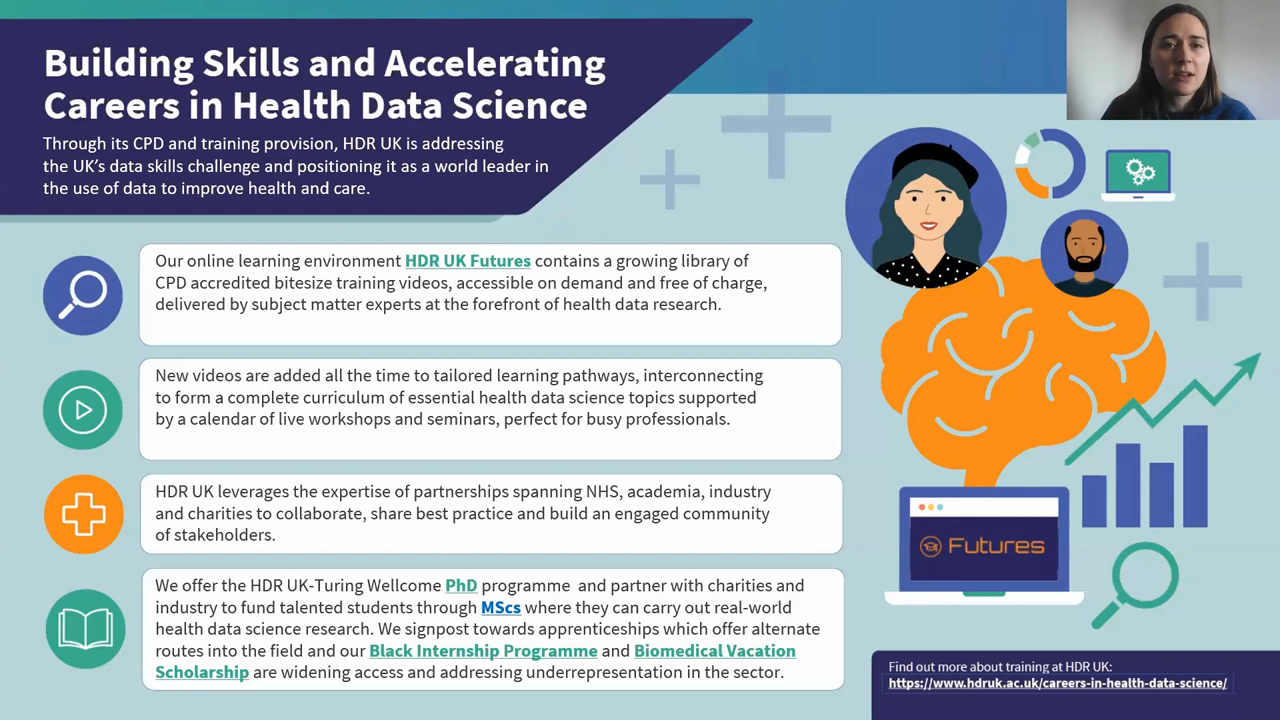 Building Skills and Accelerating
Careers in Health Data Science
Through its CPD and training provision, HDR UK is addressing
the UK’s data skills challenge and positioning it as a world leader in
the use of data to improve health and care.
Our online learning environment HDR UK Futures contains a growing library of
CPD accredited bitesize training videos, accessible on demand and free of charge,
delivered by subject matter experts at the forefront of health data research.
New videos are added all the time to tailored learning pathways, interconnecting
to form a complete curriculum of essential health data science topics supported
by a calendar of live workshops and seminars, perfect for busy professionals.
HDR UK leverages the expertise of partnerships spanning NHS, academia, industry
and charities to collaborate, share best practice and build an engaged community
of stakeholders.
We offer the HDR UK-Turing Wellcome PhD programme and partner with charities and
industry to fund talented students through MScs where they can carry out real-world
health data science research. We signpost towards apprenticeships which offer alternate
routes into the field and our Black Internship Programme and Biomedical Vacation
Scholarship are widening access and addressing underrepresentation in the sector.
Futures
Find out more about training at HDR UK:
https://www.hdruk.ac.uk/careers-in-health-data-science/